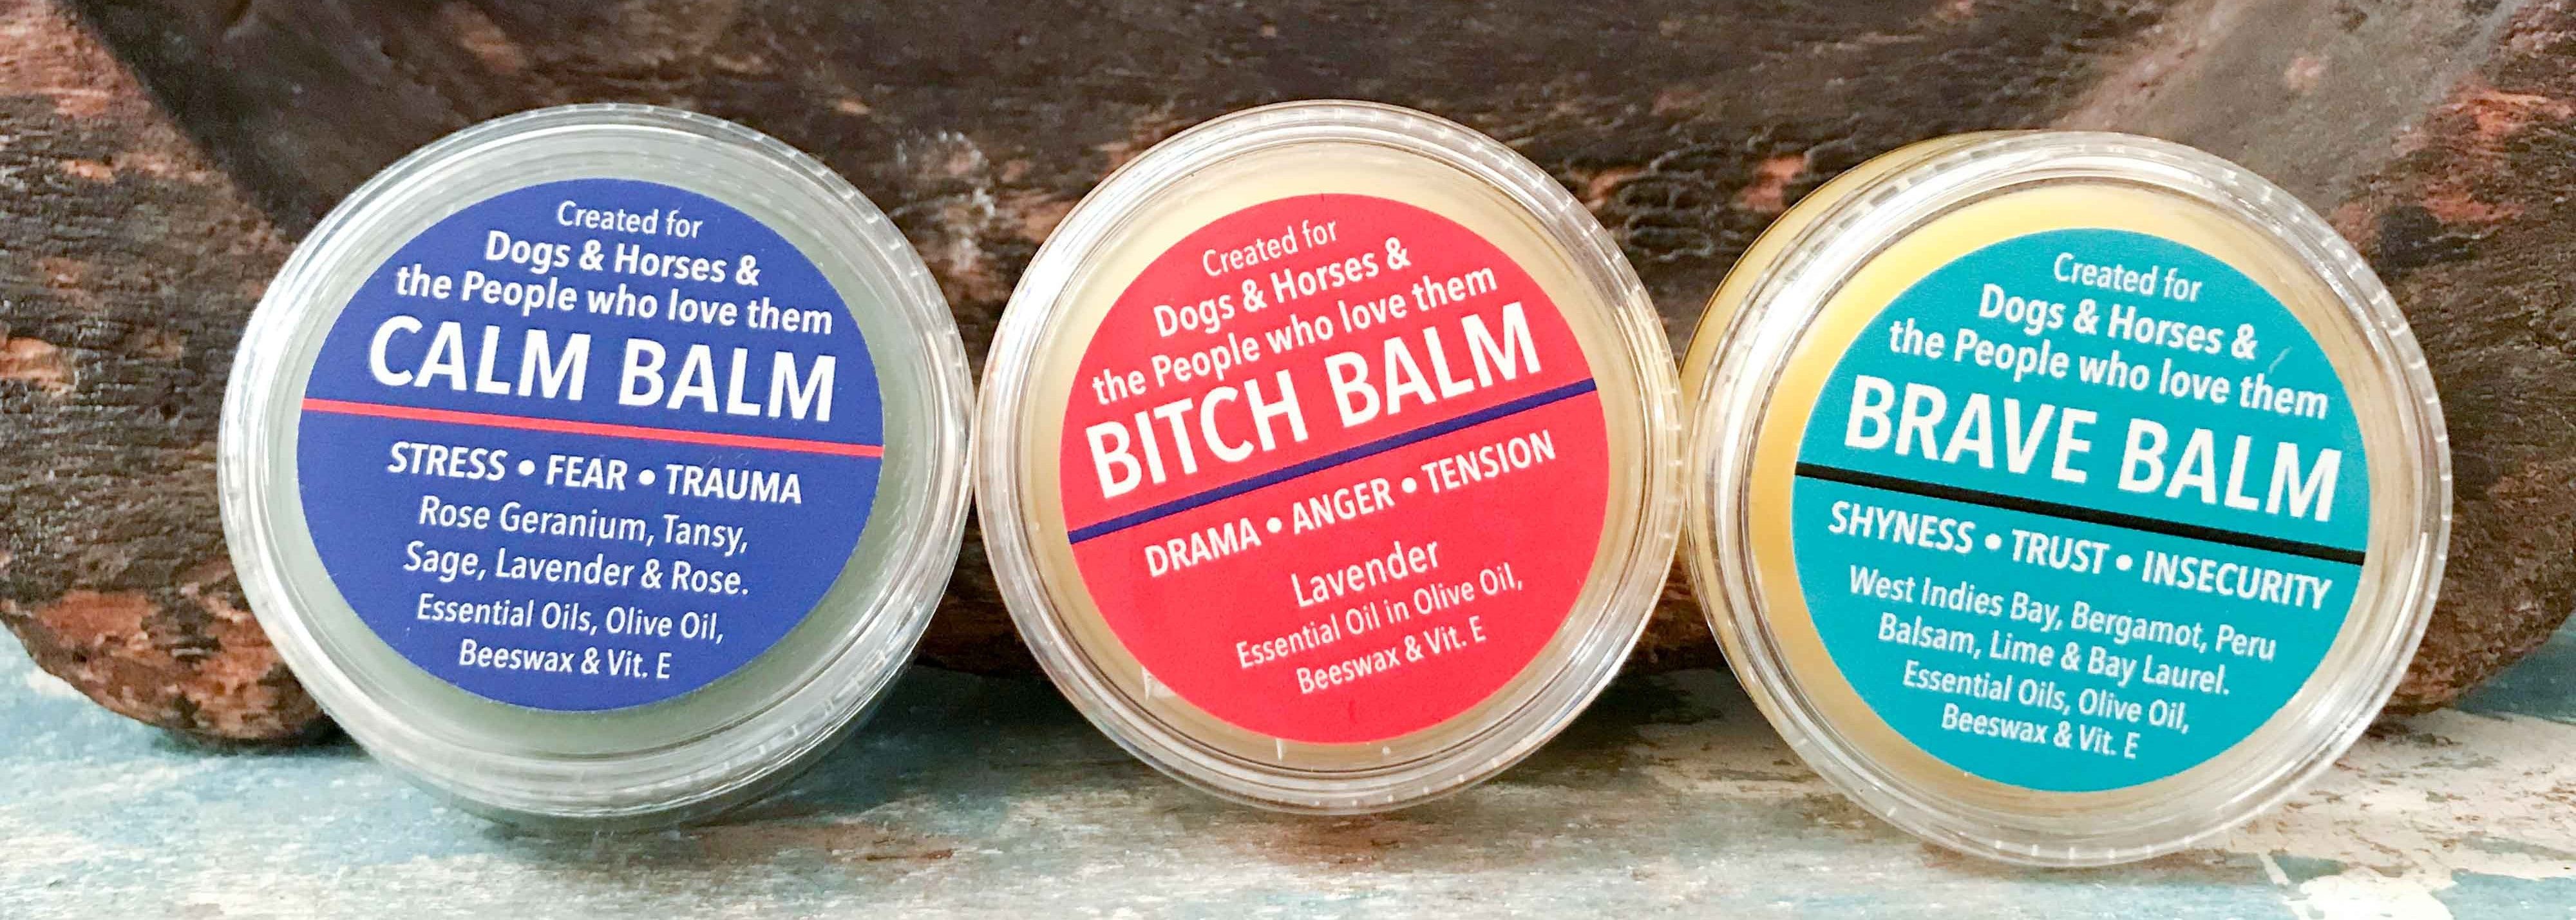 Created for
Dogs & Horses &
the People who love them
CALM BALM
STRESS • FEAR • TRAUMA
Rose Geranium, Tansy,
Sage, Lavender & Rose.
Essential Oils, Olive Oil,
Beeswax & Vit. E
Created for
Dogs & Horses &
the People who love them
BITCH BALM
DRAMA • ANGER • TENSION
Lavender
Essential Oil in Olive Oil,
Beeswax & Vit. E
Created for
Dogs & Horses &
the People who love them
BRAVE BALM
SHYNESS • TRUST • INSECURITY
West Indies Bay, Bergamot, Peru
Balsam, Lime & Bay Laurel.
Essential Oils, Olive Oil,
Beeswax & Vit. E